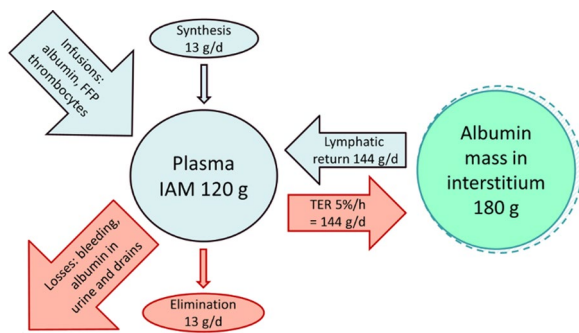 Infusions:
albumin, FFP
thrombocytes
Synthesis
13 g/d
Plasma
IAM 120 g
Lymphatic
return 144 g/d
TER 5%/h
= 144 g/d
Albumin
mass in
interstitium
180 g
Losses: bleeding,
albumin in
urine and drains
Elimination
13 g/d